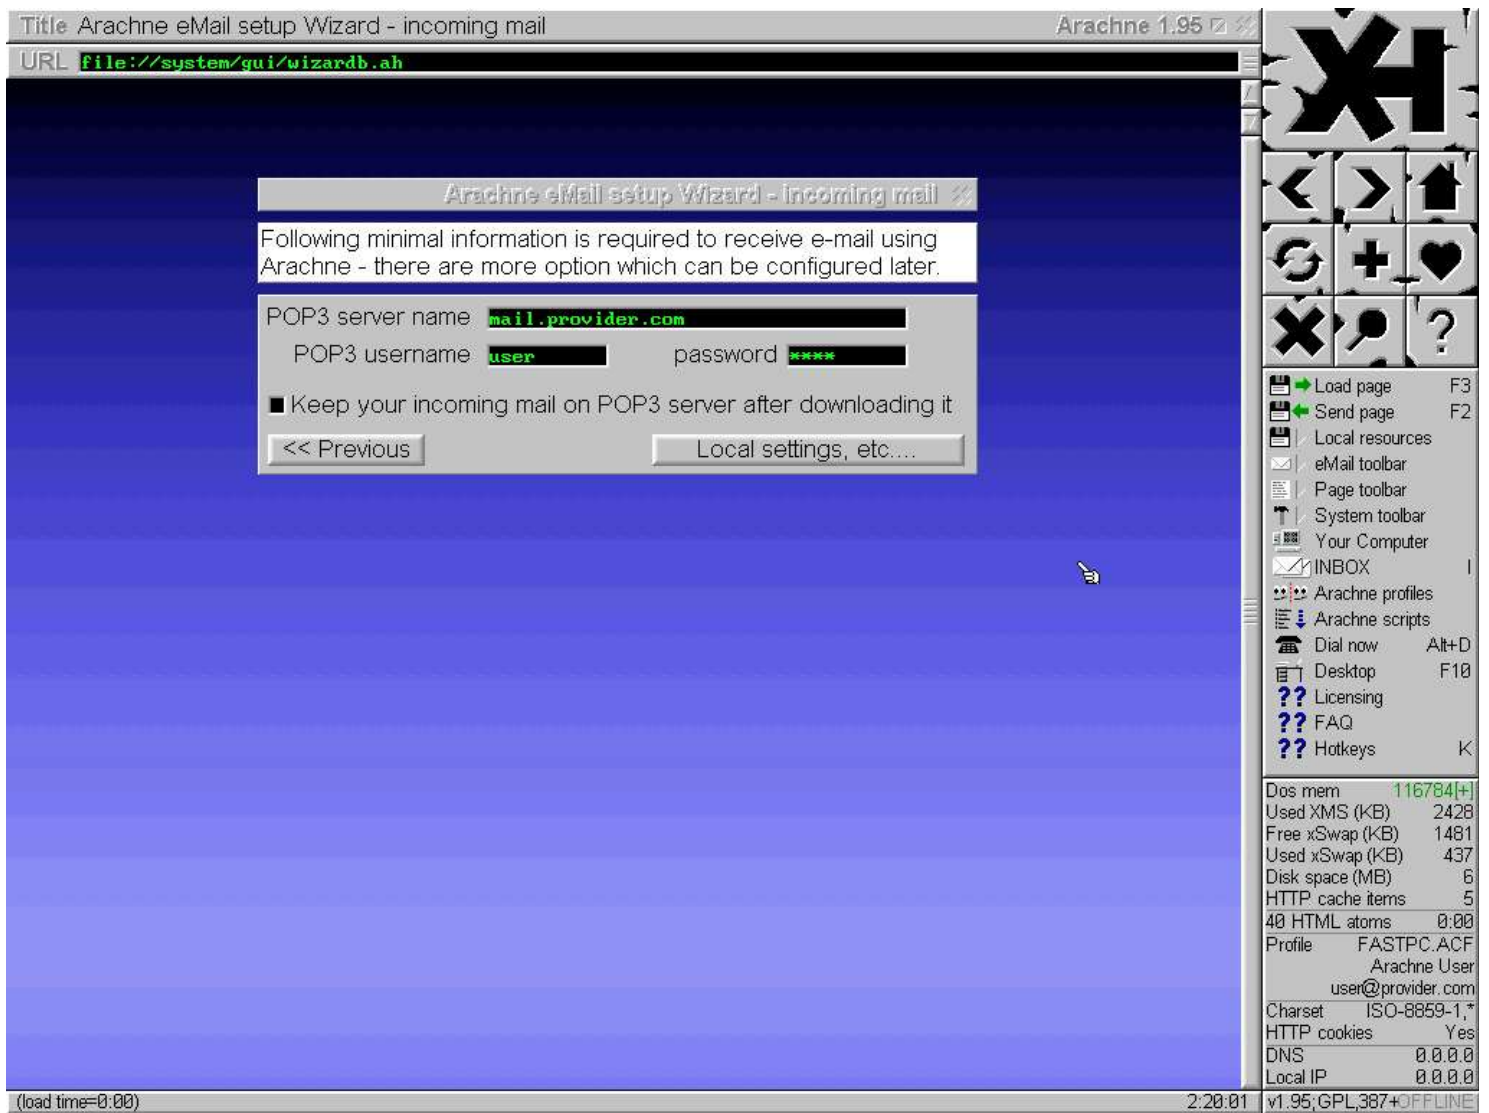 Title Arachne eMail setup Wizard - incoming mail Arachne 1.95
URL file://system/gui/wizardb.ah
Arachne eMail setup Wizard - incoming mail
Following minimal information is required to receive e-mail using
Arachne - there are more option which can be configured later.
POP3 server name mail.provider.com
POP3 username user password ****
Keep your incoming mail on POP3 server after downloading it
<< Previous Local settings, etc....
?
Load page F3
Send page F2
Local resources
eMail toolbar
Page toolbar
System toolbar
Your Computer
INBOX I
Arachne profiles
Arachne scripts
Dial now Alt+D
Desktop F10
?? Licensing
?? FAQ
?? Hotkeys K
Dos mem 116784[+]
Used XMS (KB) 2428
Free xSwap (KB) 1481
Used xSwap (KB) 437
Disk space (MB) 6
HTTP cache items 5
40 HTML atoms 0:00
Profile FASTPC.ACF
Arachne User
user@provider.com
Charset ISO-8859-1,*
HTTP cookies Yes
DNS 0.0.0.0
Local IP 0.0.0.0
(load time=0:00) 2:20:01 v1.95;GPL,387+OFFLINE